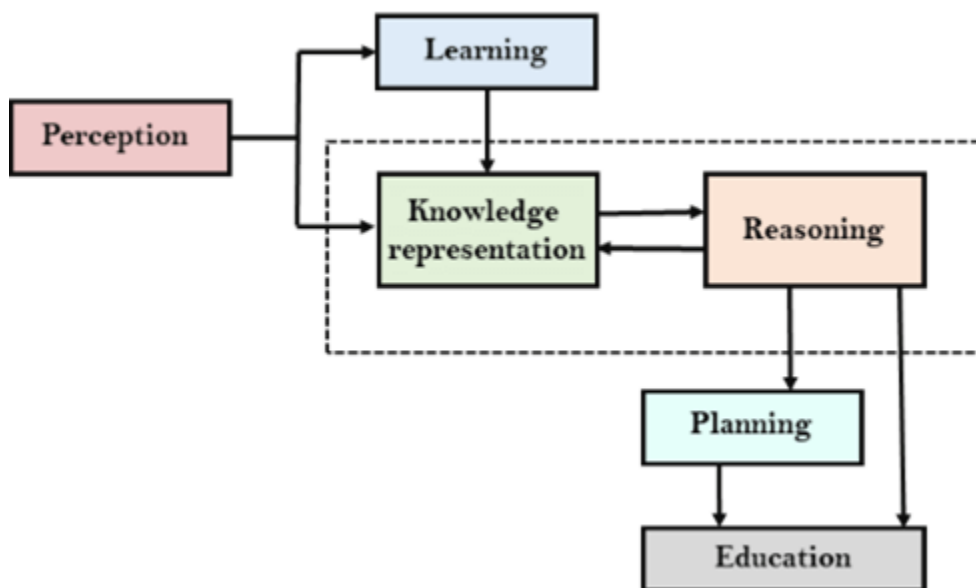 Learning
Perception
Knowledge
representation
Reasoning
Planning
Education